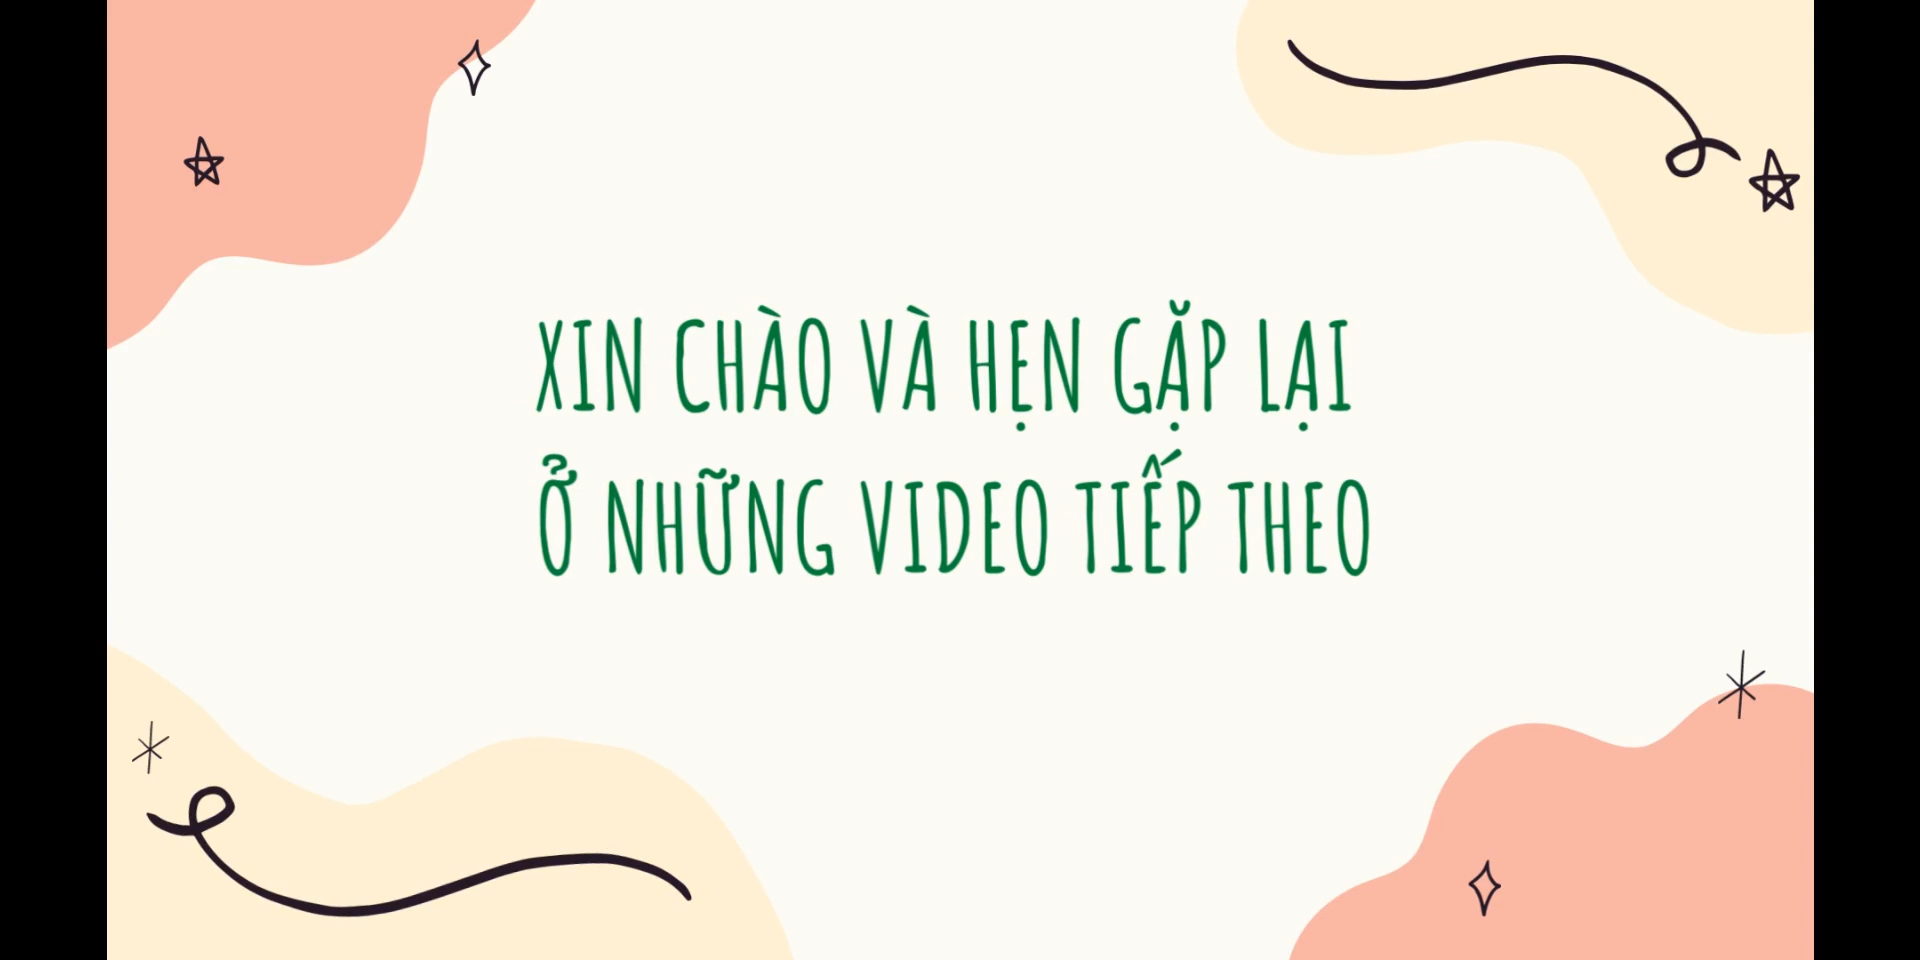 XIN CHÀO VÀ HẸN GẶP LẠI
Ở NHỮNG VIDEO TIẾP THEO